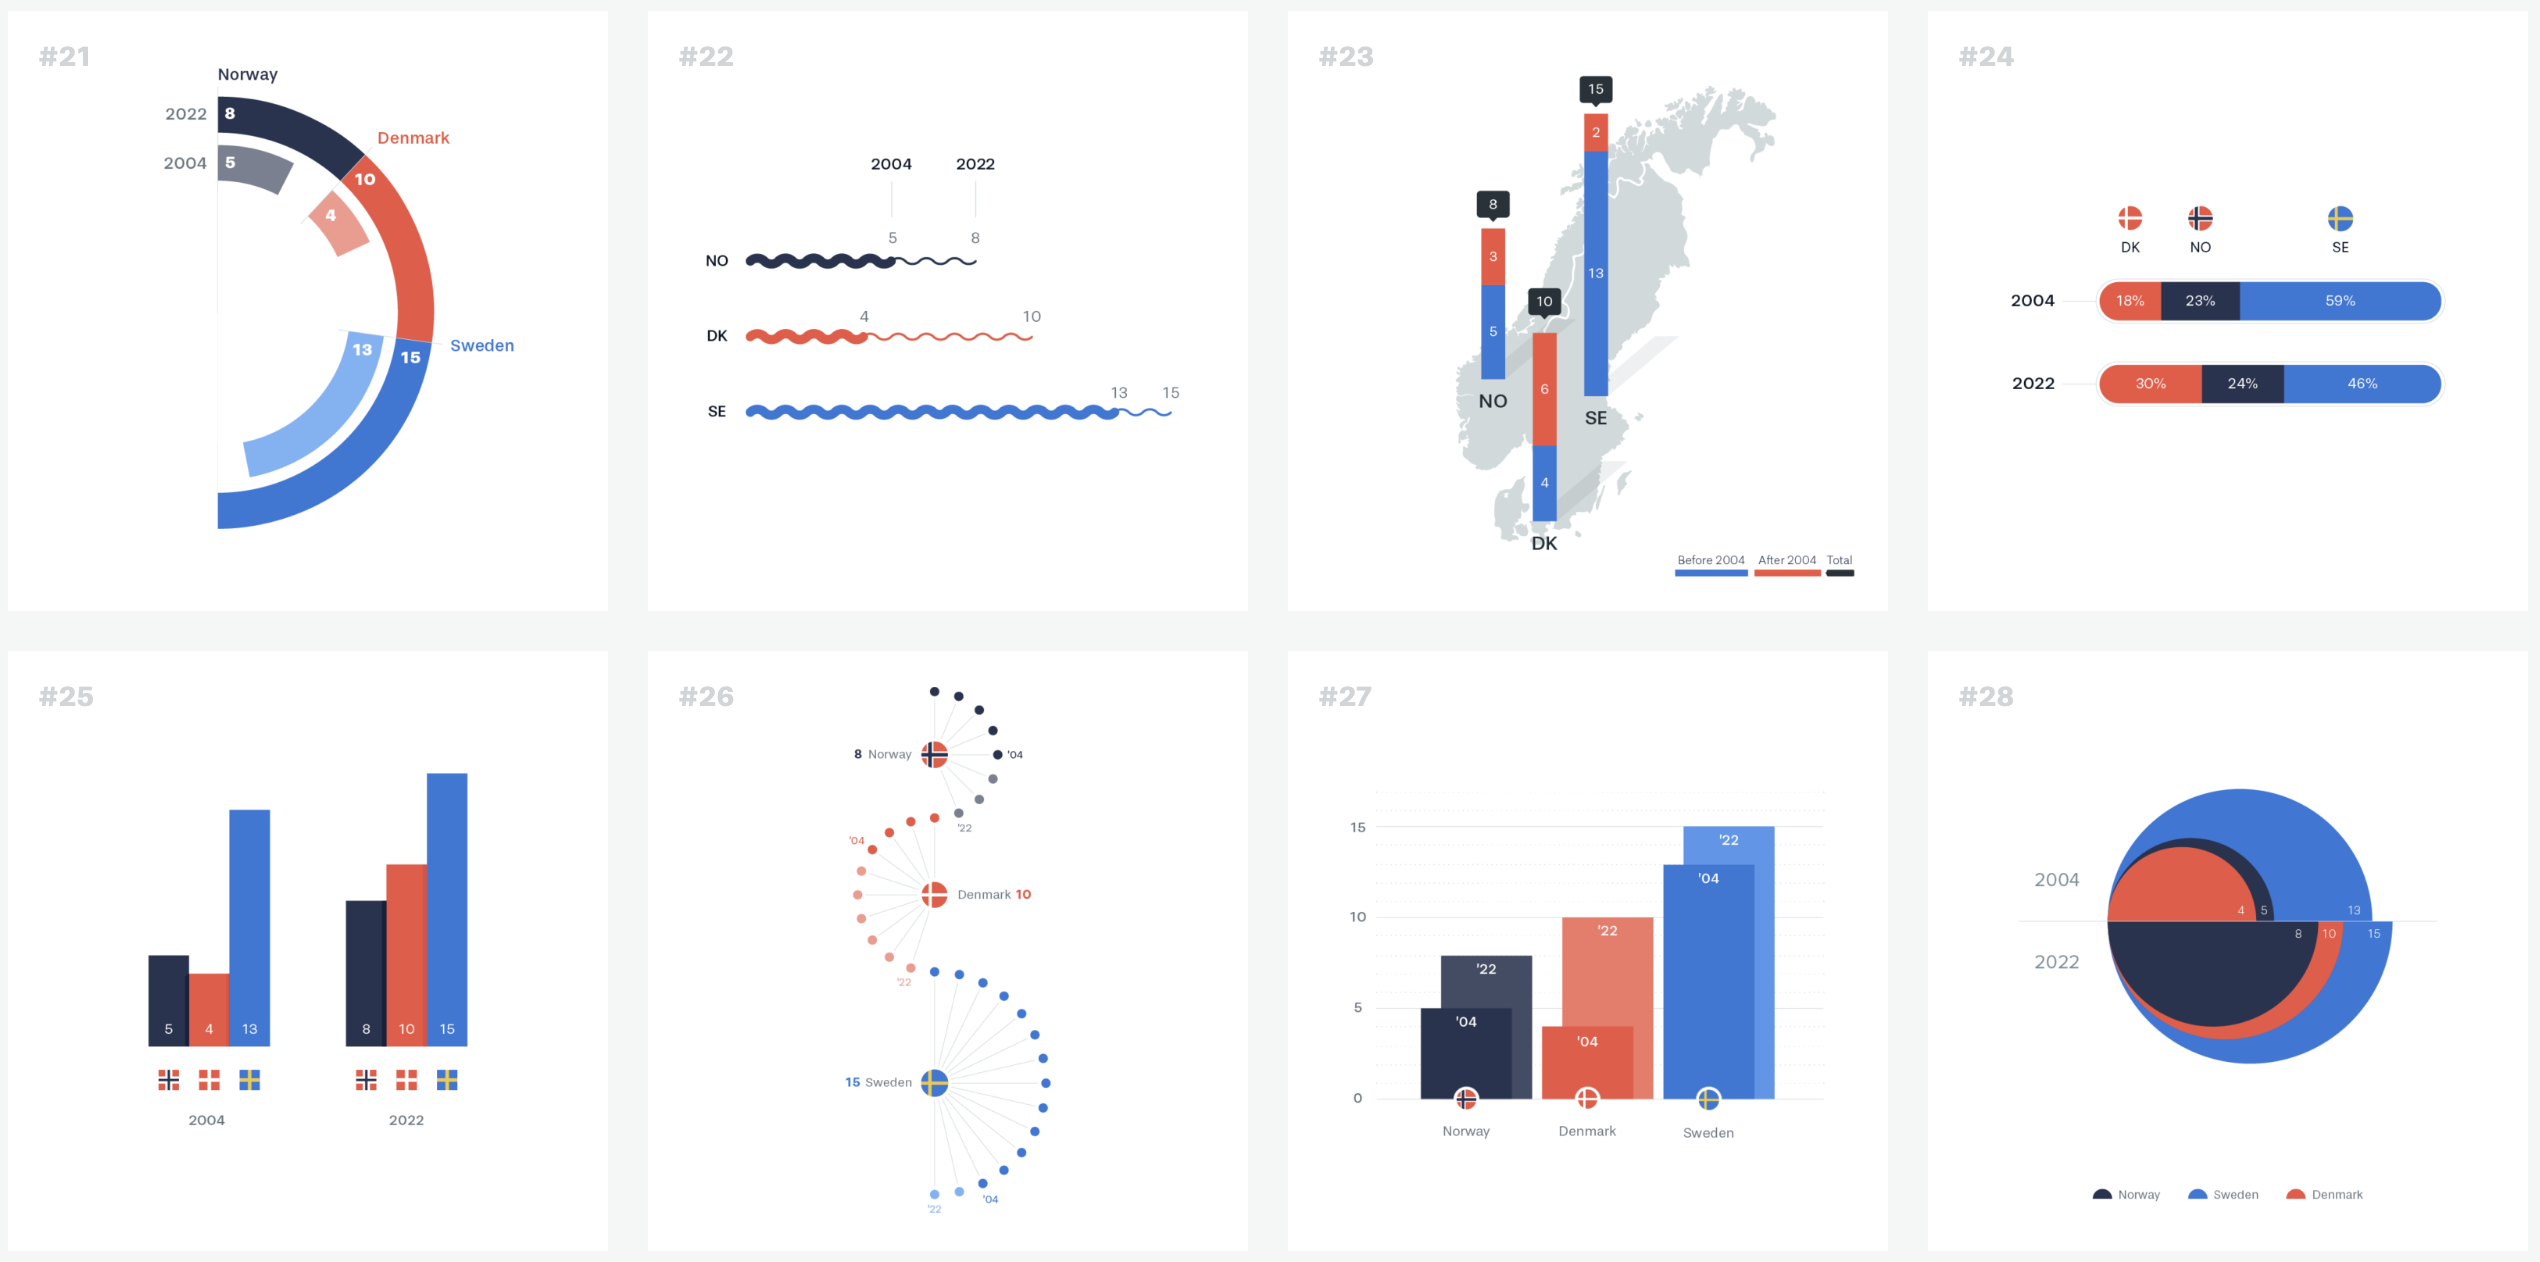 #21
Norway
2022 8
Denmark
2004 5
10
4
Sweden
13 15
#22
2004 2022
5 8
NO
4 10
DK
13 15
SE
#23
15
2
8
3
13
10
5
6
NO
SE
4
DK
Before 2004 After 2004 Total
#24
DK NO SE
2004 18% 23% 59%
2022 30% 24% 46%
#25
5 4 13 8 10 15
2004 2022
#26
8 Norway '04
'22
'04
Denmark 10
'22
15 Sweden
'04
'22
#27
15
'22
'04
10
'22
'22
5
'04
'04
0
Norway Denmark Sweden
#28
2004
4 5 13
8 10 15
2022
Norway Sweden Denmark